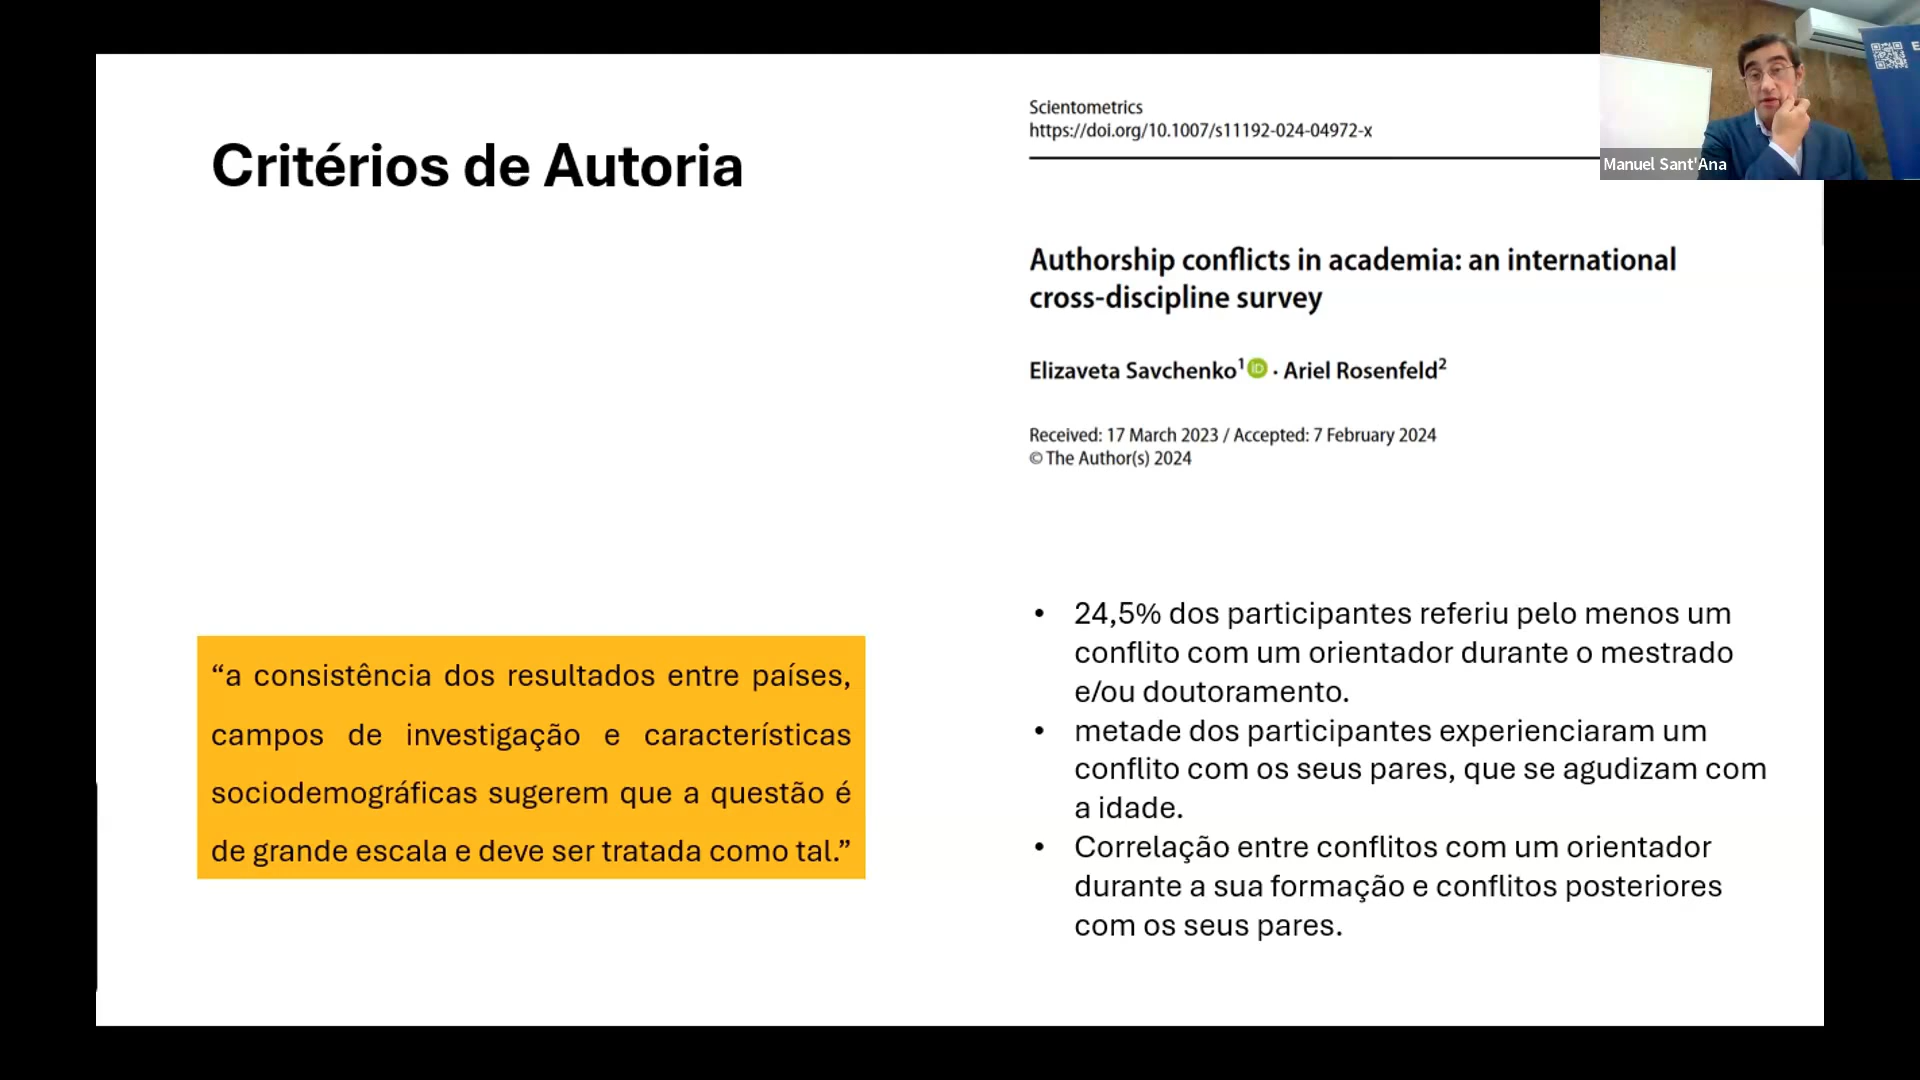 Critérios de Autoria
Scientometrics
https://doi.org/10.1007/s11192-024-04972-x
Manuel Sant'Ana
Authorship conflicts in academia: an international
cross-discipline survey
Elizaveta Savchenko1 iD · Ariel Rosenfeld2
Received: 17 March 2023 / Accepted: 7 February 2024
© The Author(s) 2024
“a consistência dos resultados entre países,
campos de investigação e características
sociodemográficas sugerem que a questão é
de grande escala e deve ser tratada como tal.”
• 24,5% dos participantes referiu pelo menos um
conflito com um orientador durante o mestrado
e/ou doutoramento.
• metade dos participantes experienciaram um
conflito com os seus pares, que se agudizam com
a idade.
• Correlação entre conflitos com um orientador
durante a sua formação e conflitos posteriores
com os seus pares.